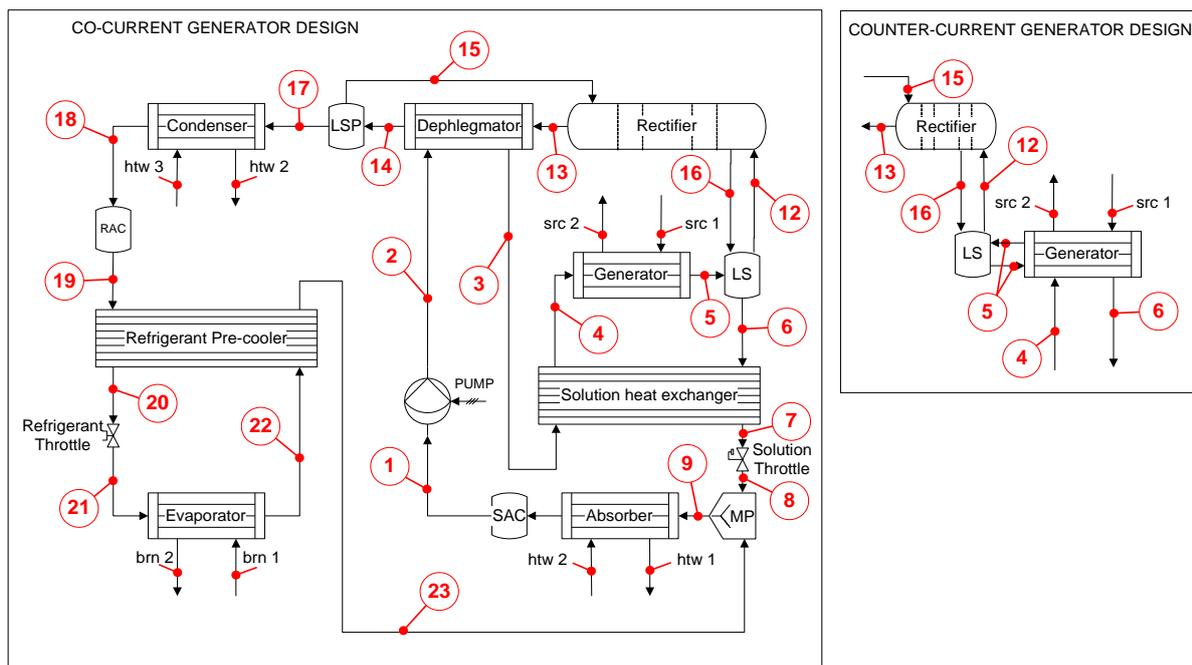 CO-CURRENT GENERATOR DESIGN
15
17
18
Condenser
LSP
Dephlegmator
Rectifier
htw 3
htw 2
14
13
16
12
RAC
src 2
src 1
2
3
Generator
LS
19
4
5
6
Refrigerant Pre-cooler
20
PUMP
Solution heat exchanger
Refrigerant
Throttle
22
7
Solution
Throttle
1
9
8
21
SAC
Evaporator
Absorber
MP
brn 2
brn 1
htw 2
htw 1
23
COUNTER-CURRENT GENERATOR DESIGN
15
Rectifier
13
12
16
src 2
src 1
LS
Generator
5
6
4